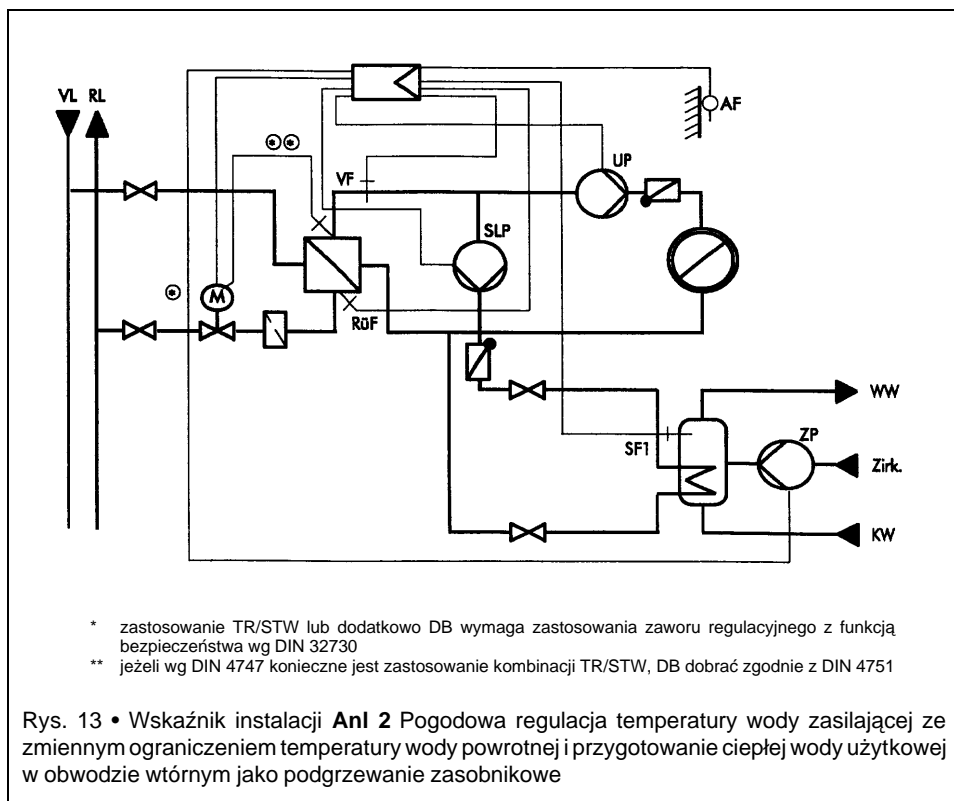 VL RL
AF
UP
VF
SLP
M
*
**
RüF
WW
ZP
SF1
Zirk.
KW
* zastosowanie TR/STW lub dodatkowo DB wymaga zastosowania zaworu regulacyjnego z funkcją
bezpieczeństwa wg DIN 32730
** jeżeli wg DIN 4747 konieczne jest zastosowanie kombinacji TR/STW, DB dobrać zgodnie z DIN 4751
Rys. 13 • Wskaźnik instalacji Anl 2 Pogodowa regulacja temperatury wody zasilającej ze
zmiennym ograniczeniem temperatury wody powrotnej i przygotowanie ciepłej wody użytkowej
w obwodzie wtórnym jako podgrzewanie zasobnikowe